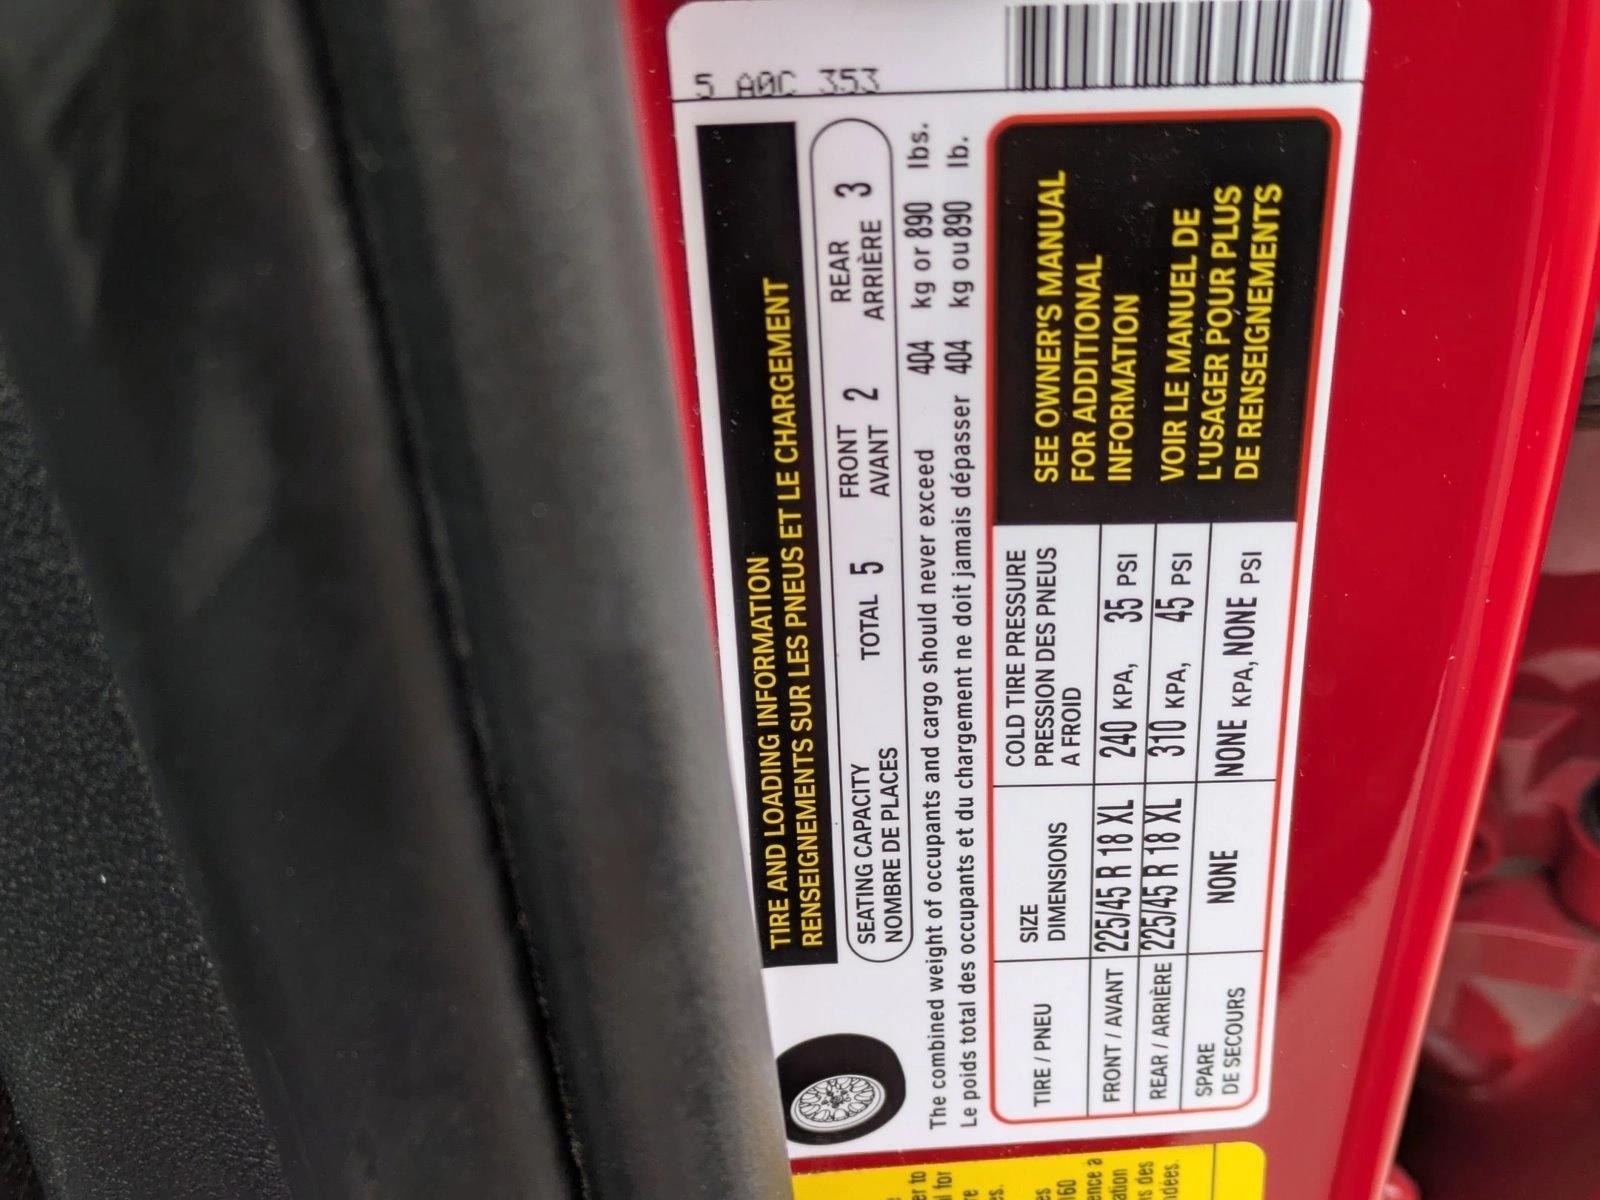 5 A0C 353
TIRE AND LOADING INFORMATION
RENSEIGNEMENTS SUR LES PNEUS ET LE CHARGEMENT
SEATING CAPACITY
NOMBRE DE PLACES
TOTAL 5
FRONT
AVANT 2
REAR
ARRIÈRE 3
The combined weight of occupants and cargo should never exceed 404 kg or 890 lbs.
Le poids total des occupants et du chargement ne doit jamais dépasser 404 kg ou 890 lb.
TIRE / PNEU
SIZE
DIMENSIONS
COLD TIRE PRESSURE
PRESSION DES PNEUS
A FROID
FRONT / AVANT 225/45 R 18 XL 240 KPA, 35 PSI
REAR / ARRIÈRE 225/45 R 18 XL 310 KPA, 45 PSI
SPARE
DE SECOURS
NONE NONE KPA, NONE PSI
SEE OWNER'S MANUAL
FOR ADDITIONAL
INFORMATION
VOIR LE MANUEL DE
L'USAGER POUR PLUS
DE RENSEIGNEMENTS